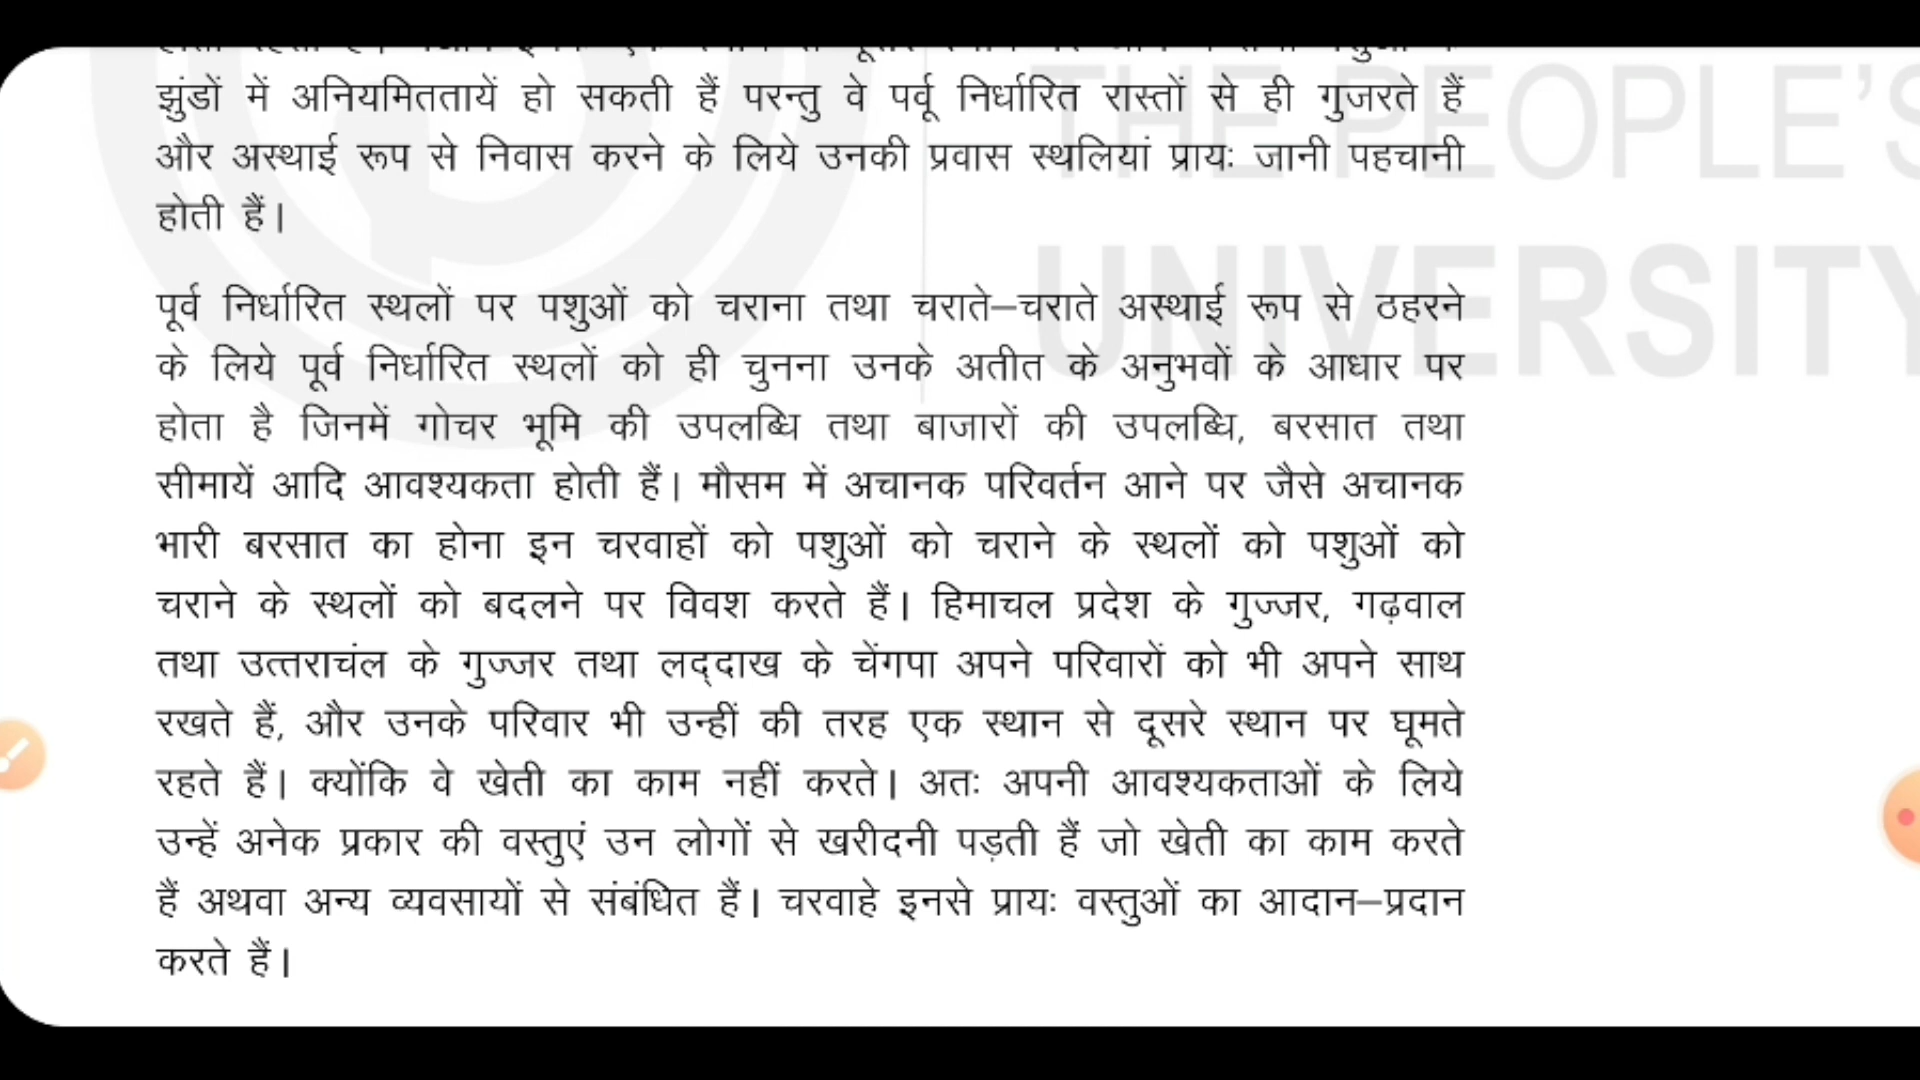 झुंडों में अनियमिततायें हो सकती हैं परन्तु वे पर्वू निर्धारित रास्तों से ही गुजरते हैं
और अस्थाई रूप से निवास करने के लिये उनकी प्रवास स्थलियां प्रायः जानी पहचानी
होती हैं।
पूर्व निर्धारित स्थलों पर पशुओं को चराना तथा चराते–चराते अस्थाई रूप से ठहरने
के लिये पूर्व निर्धारित स्थलों को ही चुनना उनके अतीत के अनुभवों के आधार पर
होता है जिनमें गोचर भूमि की उपलब्धि तथा बाजारों की उपलब्धि, बरसात तथा
सीमायें आदि आवश्यकता होती हैं। मौसम में अचानक परिवर्तन आने पर जैसे अचानक
भारी बरसात का होना इन चरवाहों को पशुओं को चराने के स्थलों को पशुओं को
चराने के स्थलों को बदलने पर विवश करते हैं। हिमाचल प्रदेश के गुज्जर, गढ़वाल
तथा उत्तराचंल के गुज्जर तथा लद्दाख के चेंगपा अपने परिवारों को भी अपने साथ
रखते हैं, और उनके परिवार भी उन्हीं की तरह एक स्थान से दूसरे स्थान पर घूमते
रहते हैं। क्योंकि वे खेती का काम नहीं करते। अतः अपनी आवश्यकताओं के लिये
उन्हें अनेक प्रकार की वस्तुएं उन लोगों से खरीदनी पड़ती हैं जो खेती का काम करते
हैं अथवा अन्य व्यवसायों से संबंधित हैं। चरवाहे इनसे प्रायः वस्तुओं का आदान–प्रदान
करते हैं।
THE PEOPLE'S
UNIVERSITY